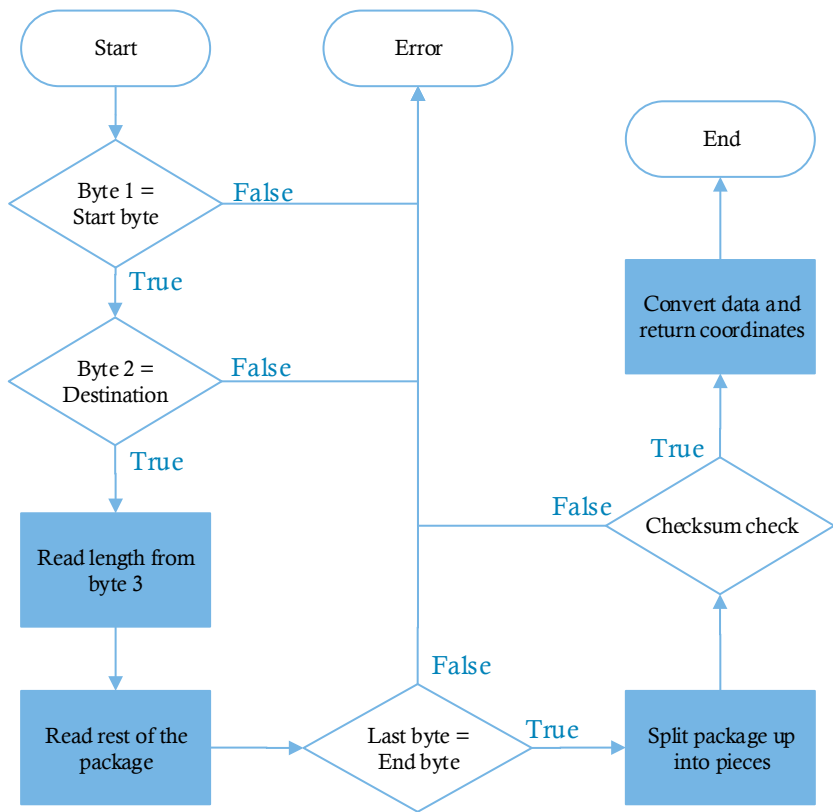 Start
Error
End
Byte 1 =
Start byte
False
True
Convert data and
return coordinates
Byte 2 =
Destination
False
True
True
False
Checksum check
Read length from
byte 3
False
Read rest of the
package
Last byte =
End byte
True
Split package up
into pieces